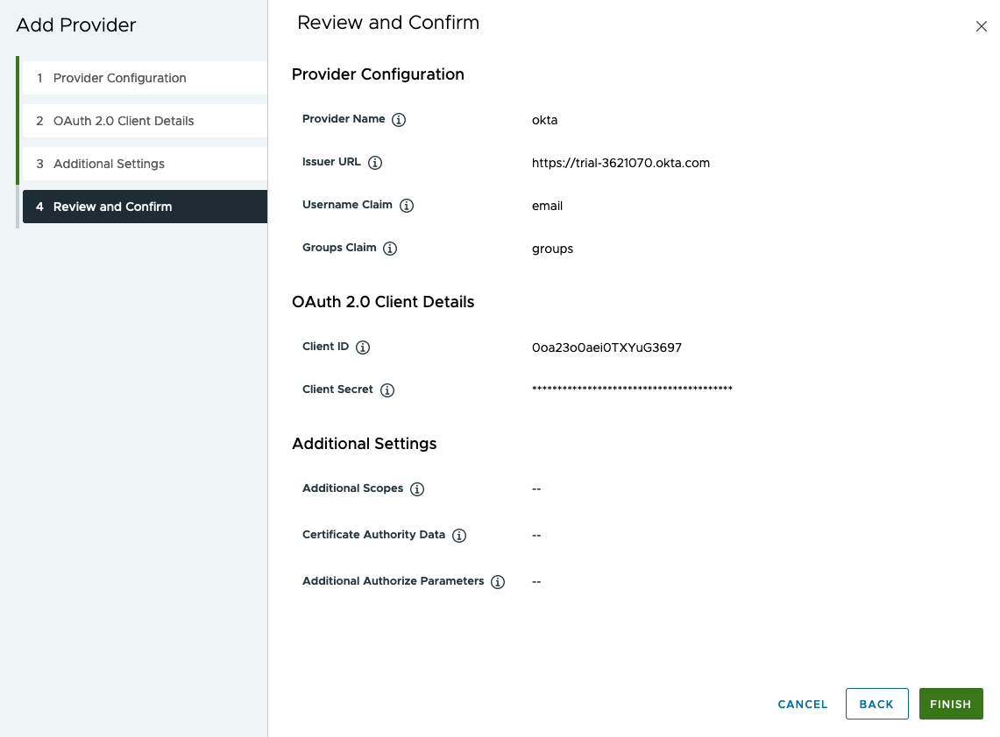 Add Provider
1 Provider Configuration
2 OAuth 2.0 Client Details
3 Additional Settings
4 Review and Confirm
Review and Confirm
Provider Configuration
Provider Name okta
Issuer URL https://trial-3621070.okta.com
Username Claim email
Groups Claim groups
OAuth 2.0 Client Details
Client ID 0oa23o0aei0TXYuG3697
Client Secret ****************************************
Additional Settings
Additional Scopes --
Certificate Authority Data --
Additional Authorize Parameters --
CANCEL BACK FINISH